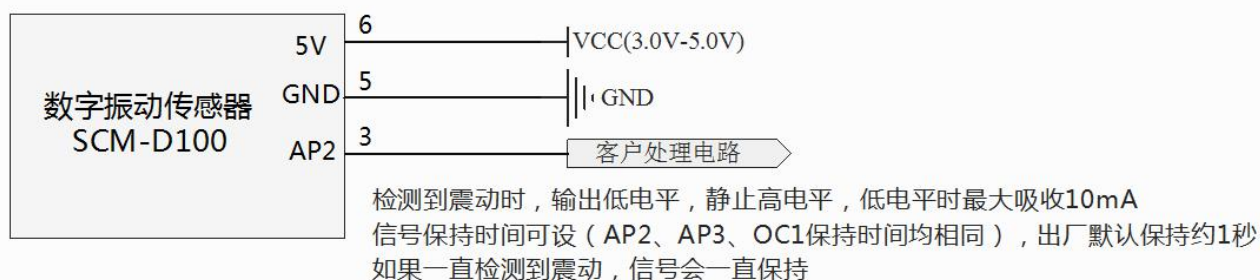 5V
6
VCC(3.0V-5.0V)
数字振动传感器
SCM-D100
GND
5
GND
AP2
3
客户处理电路
检测到震动时，输出低电平，静止高电平，低电平时最大吸收10mA
信号保持时间可设（AP2、AP3、OC1保持时间均相同），出厂默认保持约1秒
如果一直检测到震动，信号会一直保持